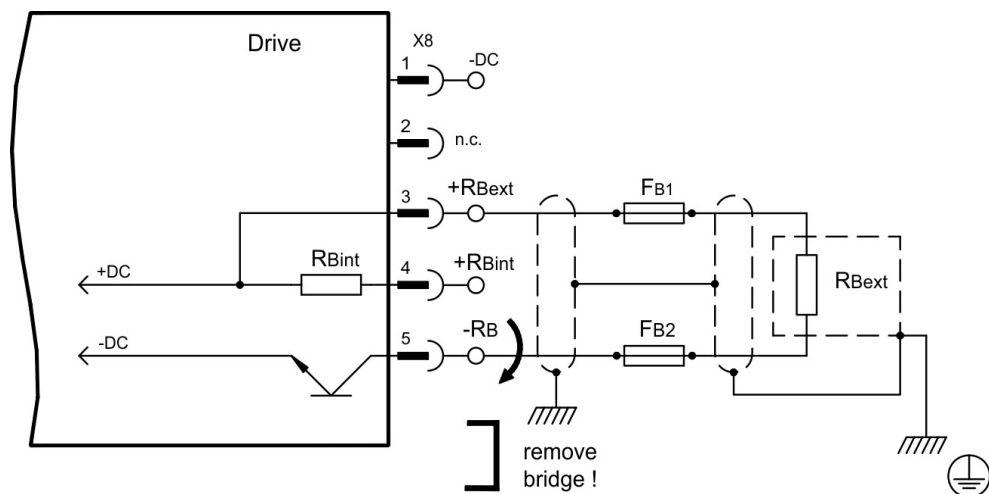 Drive
X8
1
-DC
2
n.c.
3
+RBext
FB1
+DC
RBint
4
+RBint
RBext
-DC
5
-RB
FB2
remove
bridge !